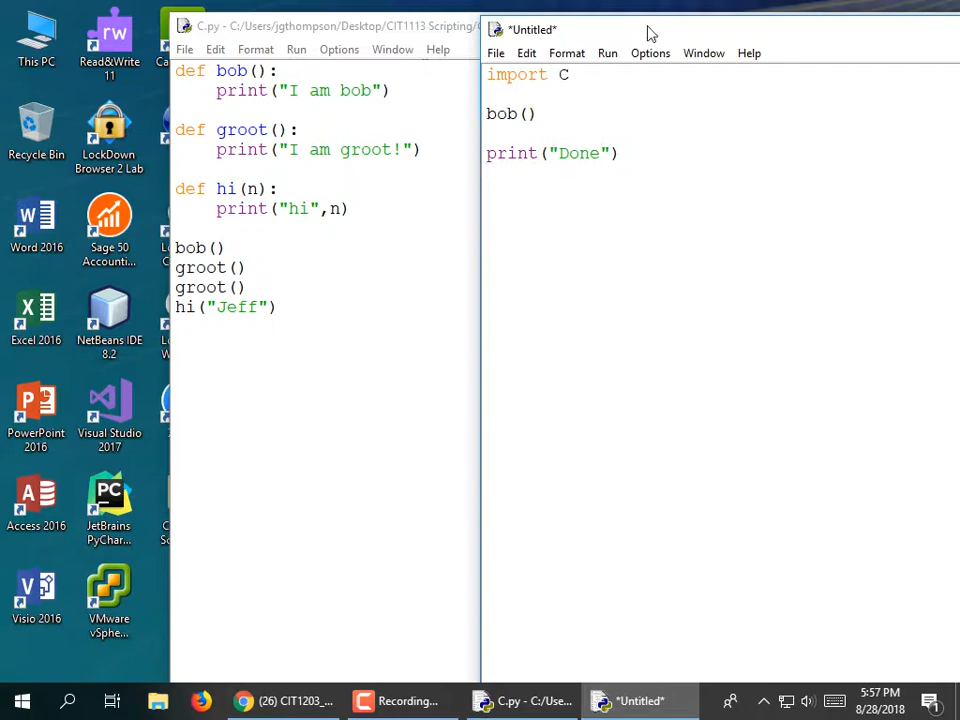 This PC
Read&Write
11
Recycle Bin
LockDown
Browser 2 Lab
Word 2016
Sage 50
Accounti...
Excel 2016
NetBeans IDE
8.2
PowerPoint
2016
Visual Studio
2017
Access 2016
JetBrains
PyChar...
Visio 2016
VMware
vSphe...
C.py - C:/Users/jgthompson/Desktop/CIT1113 Scripting/
File Edit Format Run Options Window Help
def bob():
print("I am bob")
def groot():
print("I am groot!")
def hi(n):
print("hi",n)
bob()
groot()
groot()
hi("Jeff")
*Untitled*
File Edit Format Run Options Window Help
import C
bob()
print("Done")
(26) CIT1203_...
Recording...
C.py - C:/Use...
*Untitled*
5:57 PM
8/28/2018
1